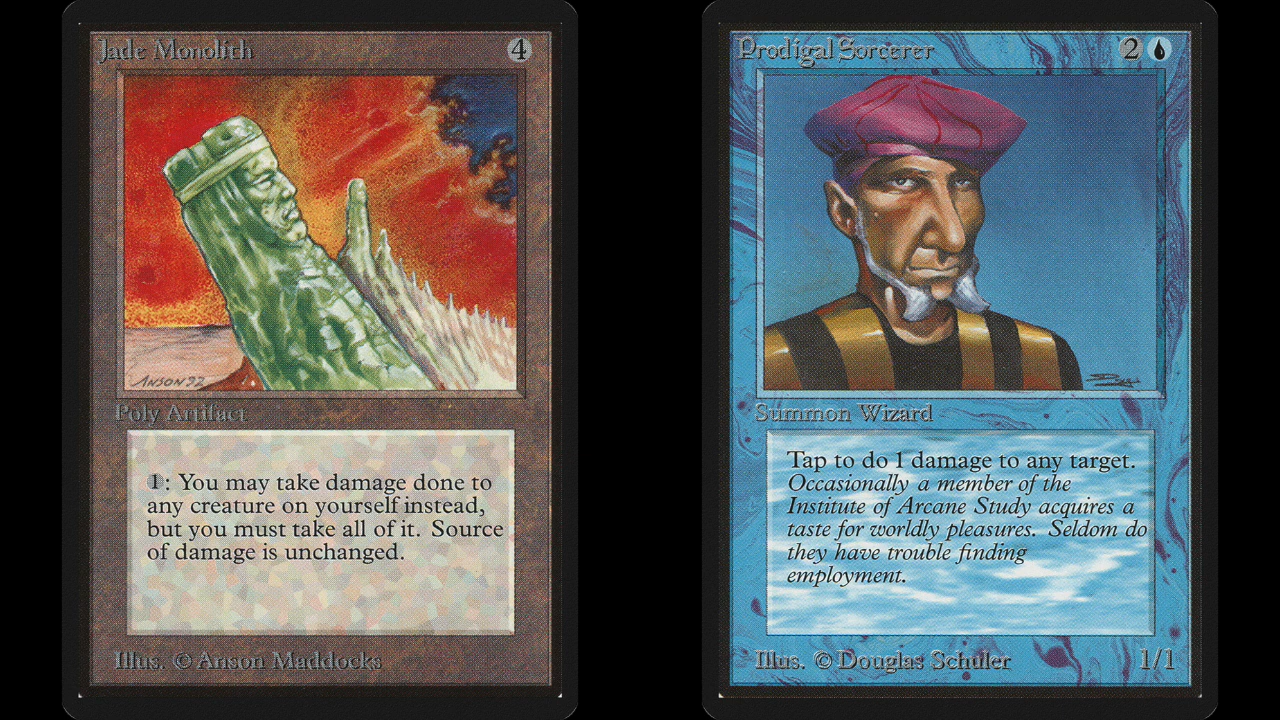 Jade Monolith 4
ANSON 92
Poly Artifact
1: You may take damage done to
any creature on yourself instead,
but you must take all of it. Source
of damage is unchanged.
Illus. © Anson Maddocks
Prodigal Sorcerer 2
Summon Wizard
Tap to do 1 damage to any target.
Occasionally a member of the
Institute of Arcane Study acquires a
taste for worldly pleasures. Seldom do
they have trouble finding
employment.
Illus. © Douglas Schuler 1/1